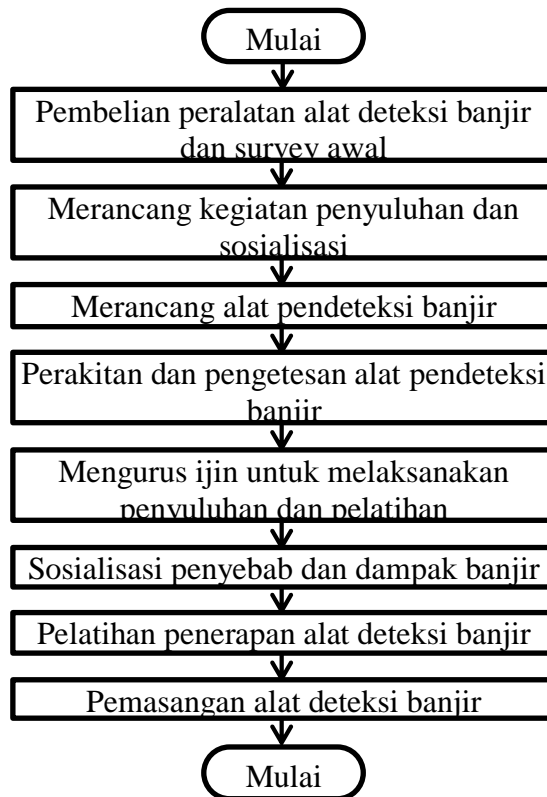 Mulai
Pembelian peralatan alat deteksi banjir
dan survey awal
Merancang kegiatan penyuluhan dan
sosialisasi
Merancang alat pendeteksi banjir
Perakitan dan pengetesan alat pendeteksi
banjir
Mengurus ijin untuk melaksanakan
penyuluhan dan pelatihan
Sosialisasi penyebab dan dampak banjir
Pelatihan penerapan alat deteksi banjir
Pemasangan alat deteksi banjir
Mulai